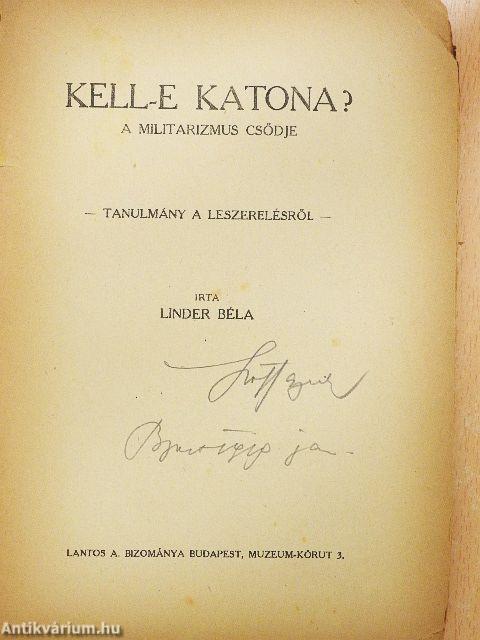 KELL-E KATONA?
A MILITARIZMUS CSŐDJE
— TANULMÁNY A LESZERELÉSRŐL —
IRTA
LINDER BÉLA
LANTOS A. BIZOMÁNYA BUDAPEST, MUZEUM-KÖRUT 3.
Antikvárium.hu